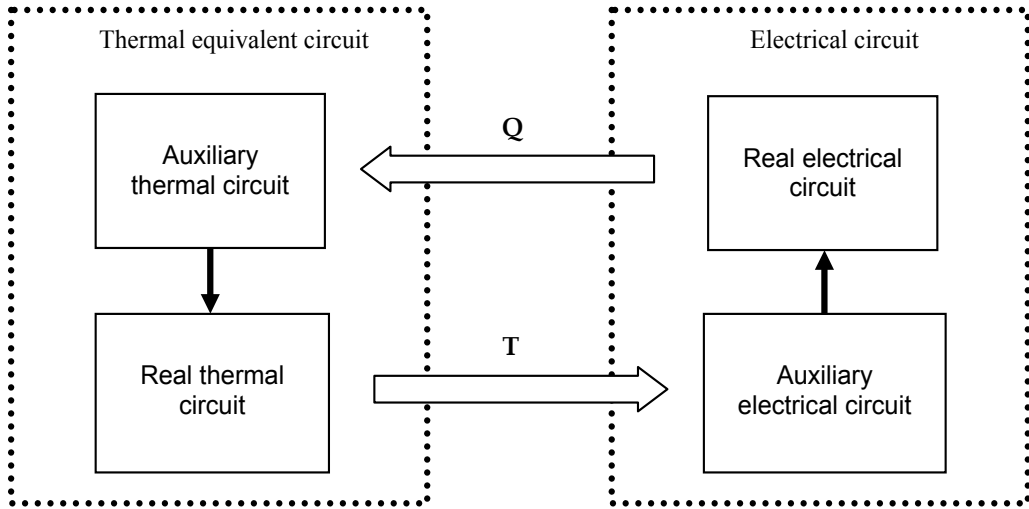 Thermal equivalent circuit
Auxiliary
thermal circuit
Real thermal
circuit
Q
T
Electrical circuit
Real electrical
circuit
Auxiliary
electrical circuit